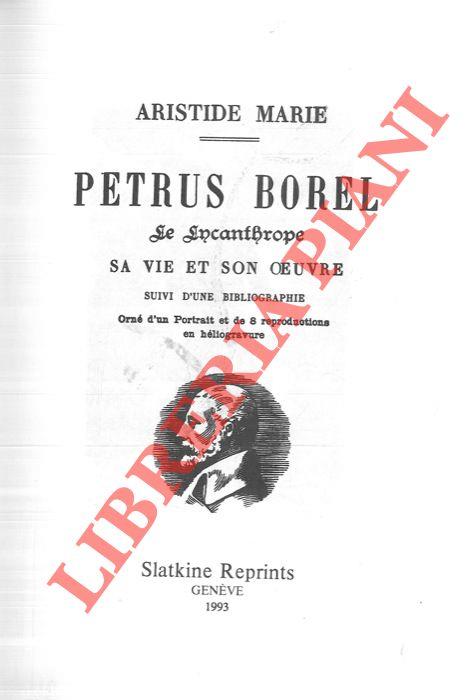 ARISTIDE MARIE
PETRUS BOREL
Le Lycanthrope
SA VIE ET SON ŒUVRE
SUIVI D'UNE BIBLIOGRAPHIE
Orné d'un Portrait et de 8 reproductions
en héliogravure
LIBRERIA PIANI
Slatkine Reprints
GENÈVE
1993